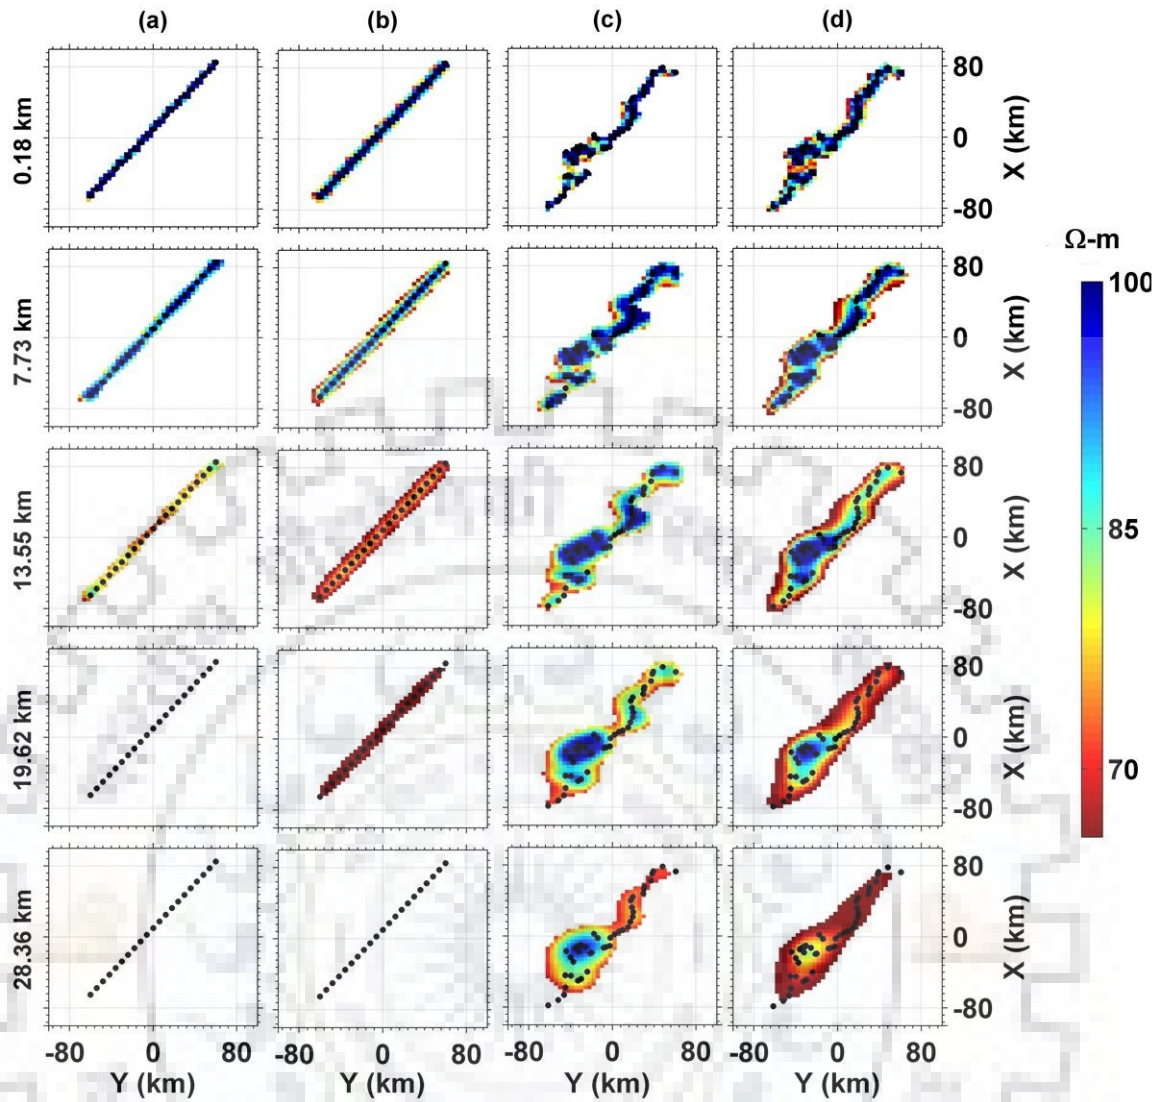 (a) (b) (c) (d)
0.18 km
80
0
-80
X (km)
Ω-m
7.73 km
80
0
-80
X (km)
100
13.55 km
80
0
-80
X (km)
85
19.62 km
80
0
-80
X (km)
70
28.36 km
80
0
-80
X (km)
-80 0 80 -80 0 80 -80 0 80 -80 0 80
Y (km) Y (km) Y (km) Y (km)